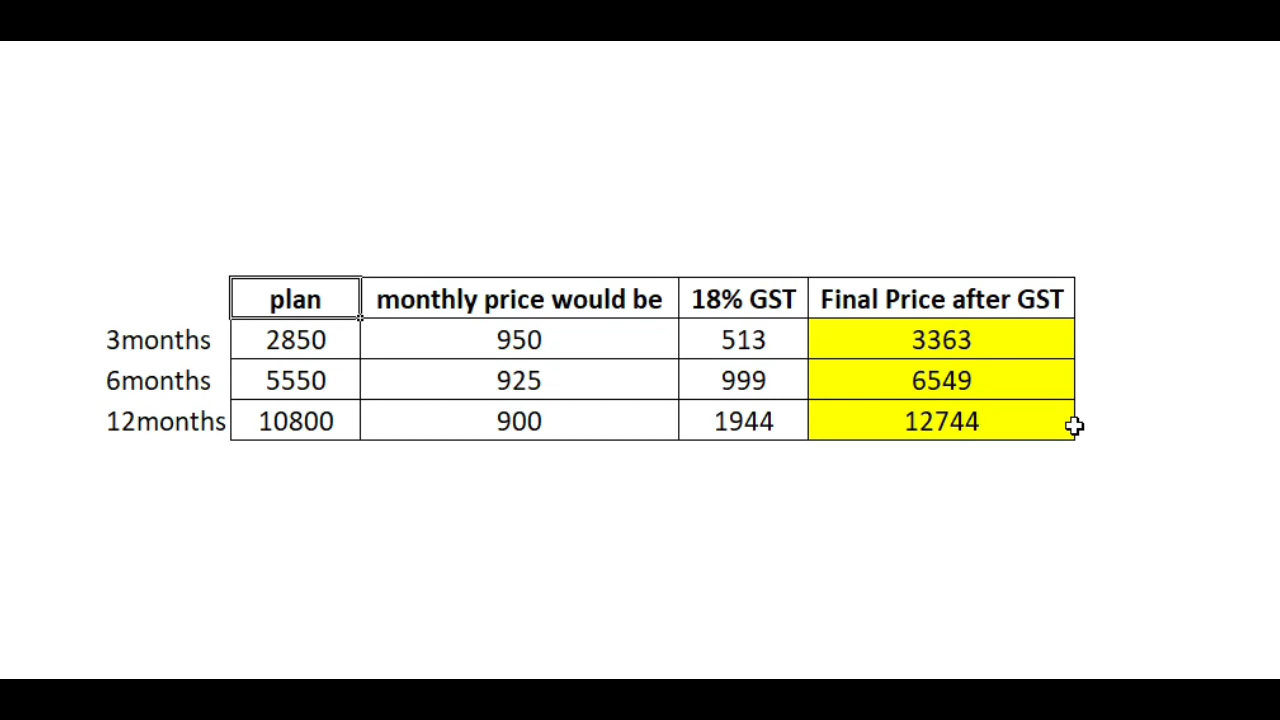 plan monthly price would be 18% GST Final Price after GST
3months 2850 950 513 3363
6months 5550 925 999 6549
12months 10800 900 1944 12744